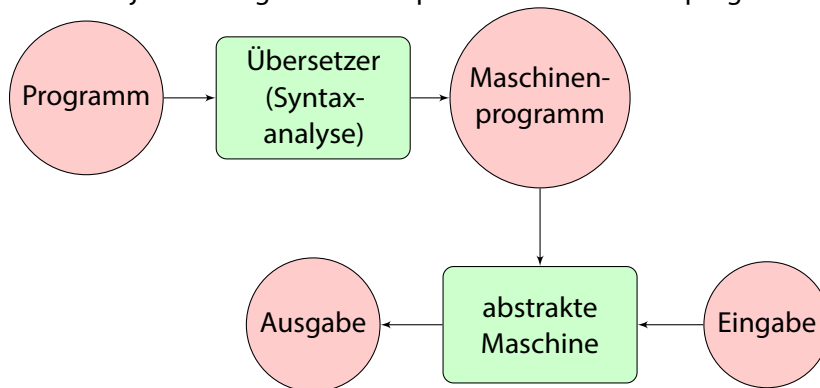 Programm
Übersetzer
(Syntax-
analyse)
Maschinen-
programm
Ausgabe
abstrakte
Maschine
Eingabe